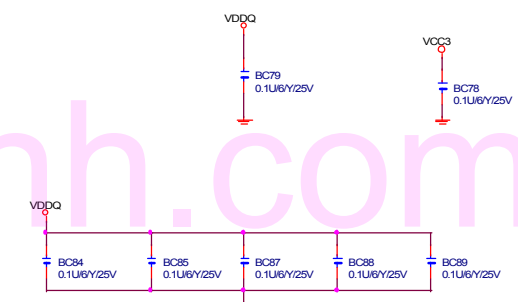 VDDQ
BC79
0.1U/6/Y/25V
VCC3
BC78
0.1U/6/Y/25V
nh.com
VDDQ
BC84
0.1U/6/Y/25V
BC85
0.1U/6/Y/25V
BC87
0.1U/6/Y/25V
BC88
0.1U/6/Y/25V
BC89
0.1U/6/Y/25V